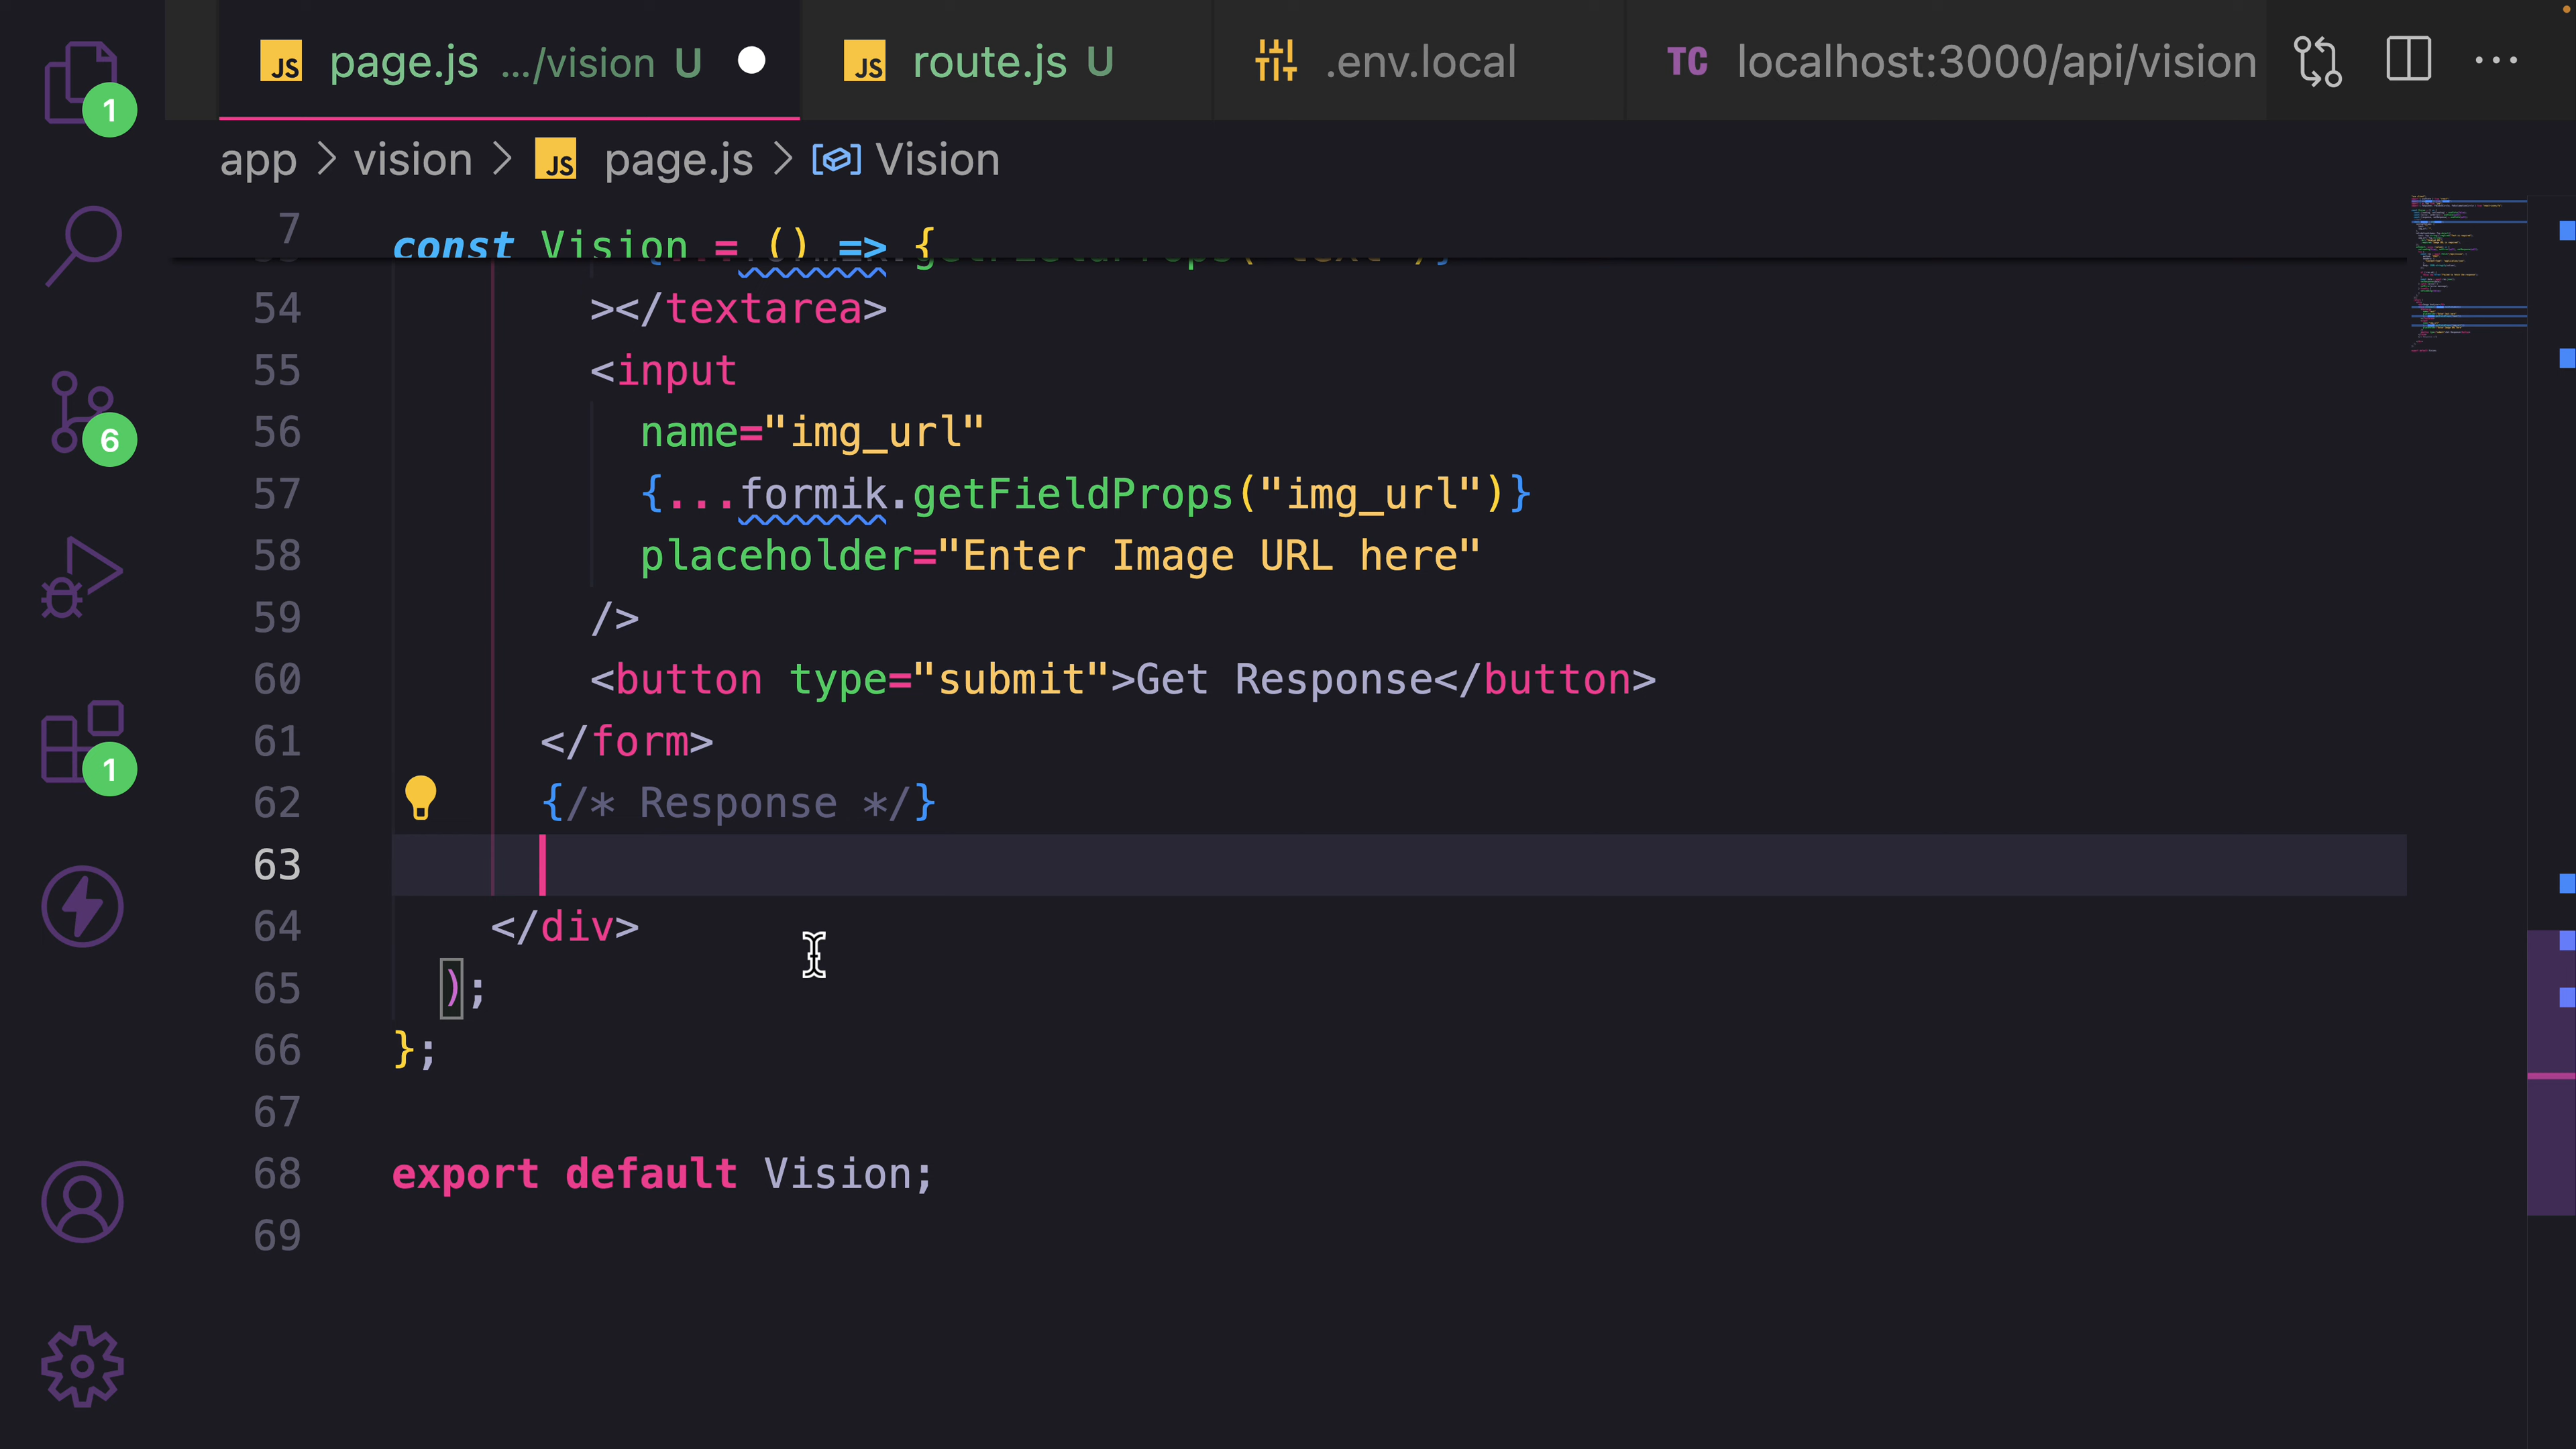 JS page.js .../vision U JS route.js U .env.local TC localhost:3000/api/vision
1
app > vision > JS page.js > Vision
7 const Vision = () => {
54 ></textarea>
55 <input
56 name="img_url"
6
57 {...formik.getFieldProps("img_url")}
58 placeholder="Enter Image URL here"
59 />
60 <button type="submit">Get Response</button>
61 </form>
1
62 {/* Response */}
63
64 </div>
65 );
66 };
67
68 export default Vision;
69